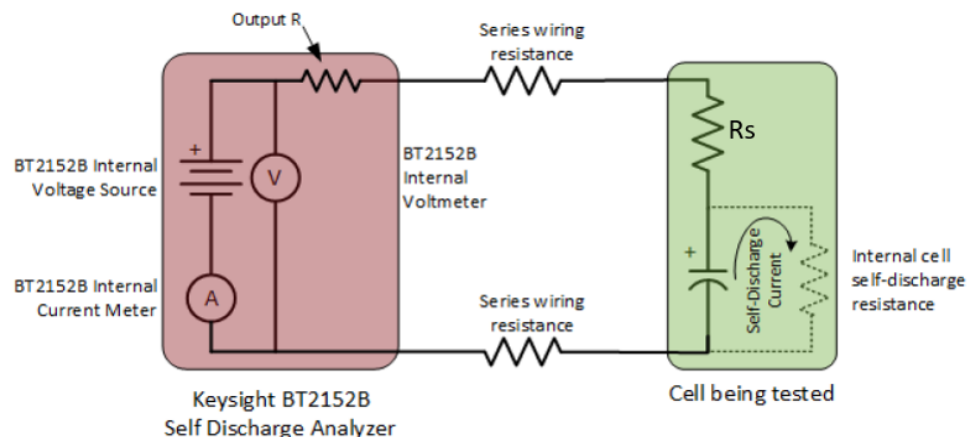 Output R
Series wiring
resistance
Rs
+
BT2152B Internal
Voltage Source
V
BT2152B
Internal
Voltmeter
+
Self-Discharge
Current
Internal cell
self-discharge
resistance
BT2152B Internal
Current Meter
A
Series wiring
resistance
Keysight BT2152B
Self Discharge Analyzer
Cell being tested